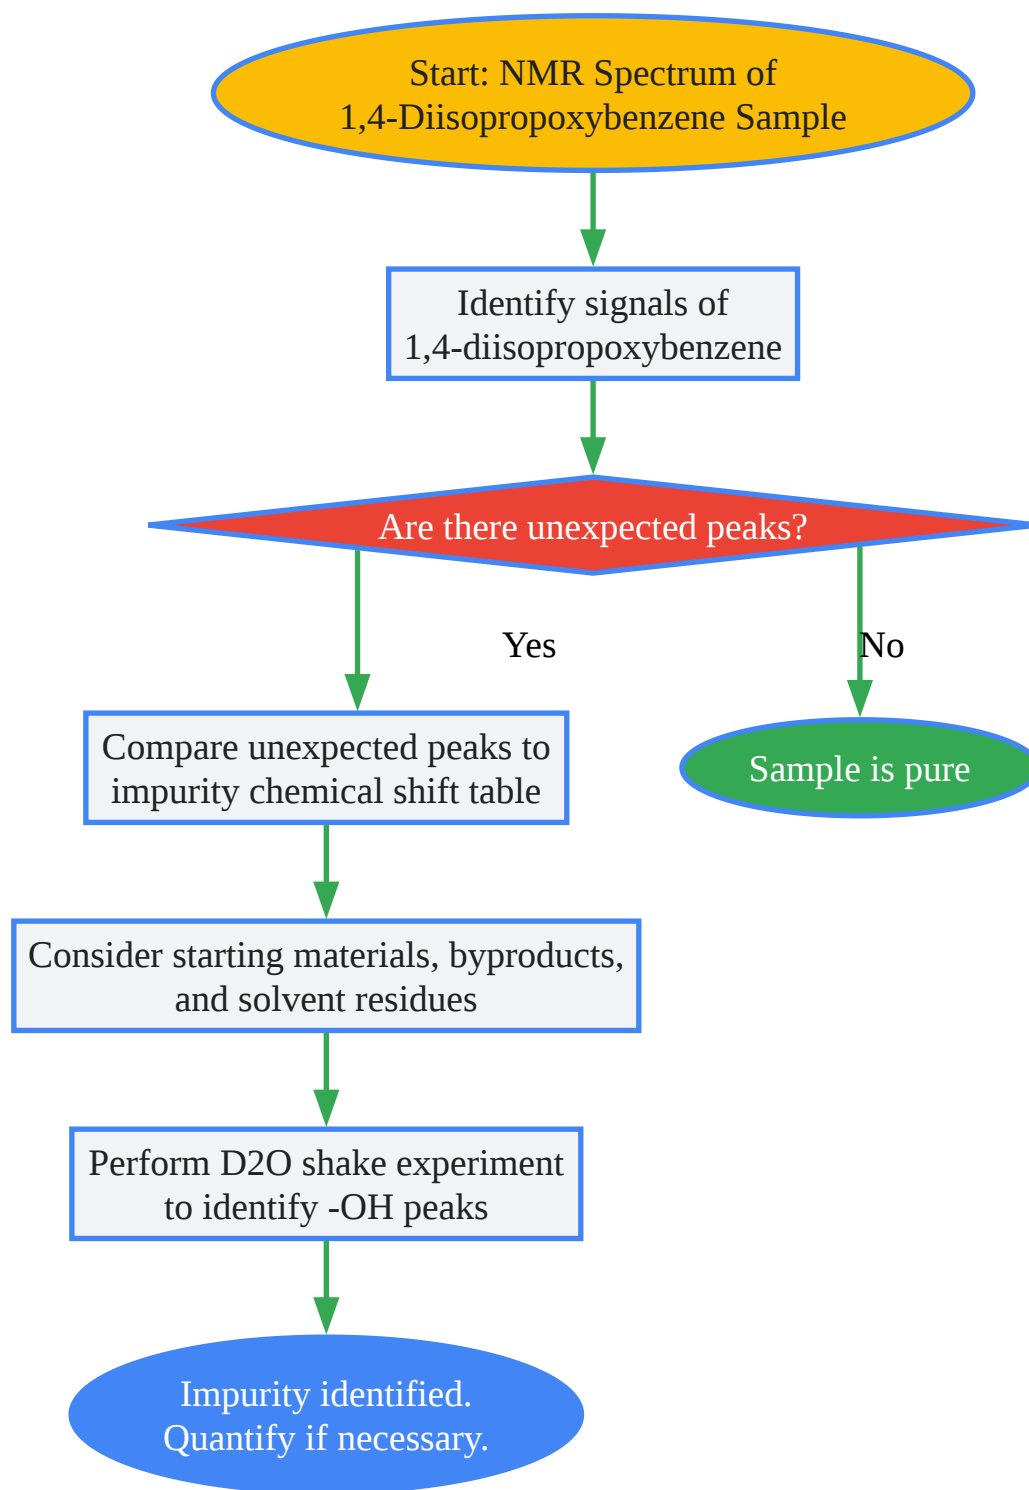 Start: NMR Spectrum of
1,4-Diisopropoxybenzene Sample
Identify signals of
1,4-diisopropoxybenzene
Are there unexpected peaks?
Yes
No
Compare unexpected peaks to
impurity chemical shift table
Sample is pure
Consider starting materials, byproducts,
and solvent residues
Perform D2O shake experiment
to identify -OH peaks
Impurity identified.
Quantify if necessary.